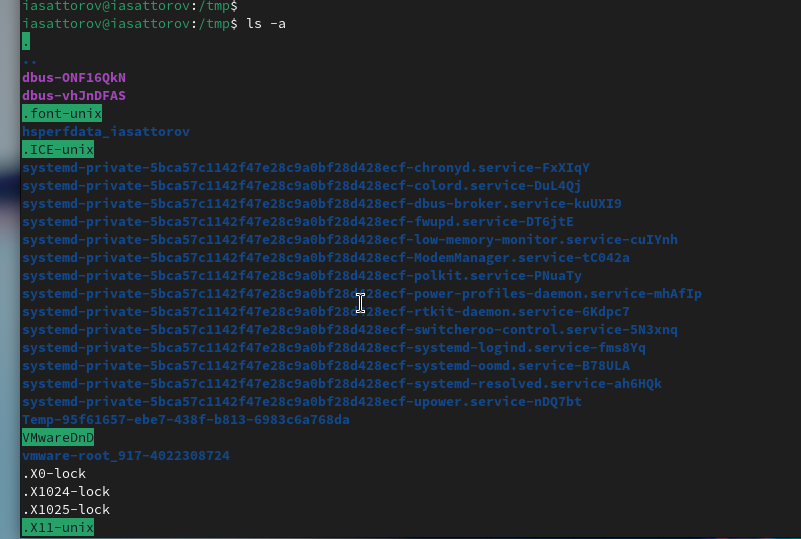 iasattorov@iasattorov:/tmp$
iasattorov@iasattorov:/tmp$ ls -a
.
..
dbus-ONF16QkN
dbus-vhJnDFAS
.font-unix
hsperfdata_iasattorov
.ICE-unix
systemd-private-5bca57c1142f47e28c9a0bf28d428ecf-chronyd.service-FxXIqY
systemd-private-5bca57c1142f47e28c9a0bf28d428ecf-colord.service-DuL4Qj
systemd-private-5bca57c1142f47e28c9a0bf28d428ecf-dbus-broker.service-kuUXI9
systemd-private-5bca57c1142f47e28c9a0bf28d428ecf-fwupd.service-DT6jtE
systemd-private-5bca57c1142f47e28c9a0bf28d428ecf-low-memory-monitor.service-cuIYnh
systemd-private-5bca57c1142f47e28c9a0bf28d428ecf-ModemManager.service-tC042a
systemd-private-5bca57c1142f47e28c9a0bf28d428ecf-polkit.service-PNuaTy
systemd-private-5bca57c1142f47e28c9a0bf28d428ecf-power-profiles-daemon.service-mhAfIp
systemd-private-5bca57c1142f47e28c9a0bf28d428ecf-rtkit-daemon.service-6Kdpc7
systemd-private-5bca57c1142f47e28c9a0bf28d428ecf-switcheroo-control.service-5N3xnq
systemd-private-5bca57c1142f47e28c9a0bf28d428ecf-systemd-logind.service-fms8Yq
systemd-private-5bca57c1142f47e28c9a0bf28d428ecf-systemd-oomd.service-B78ULA
systemd-private-5bca57c1142f47e28c9a0bf28d428ecf-systemd-resolved.service-ah6HQk
systemd-private-5bca57c1142f47e28c9a0bf28d428ecf-upower.service-nDQ7bt
Temp-95f61657-ebe7-438f-b813-6983c6a768da
VMwareDnD
vmware-root_917-4022308724
.X0-lock
.X1024-lock
.X1025-lock
.X11-unix